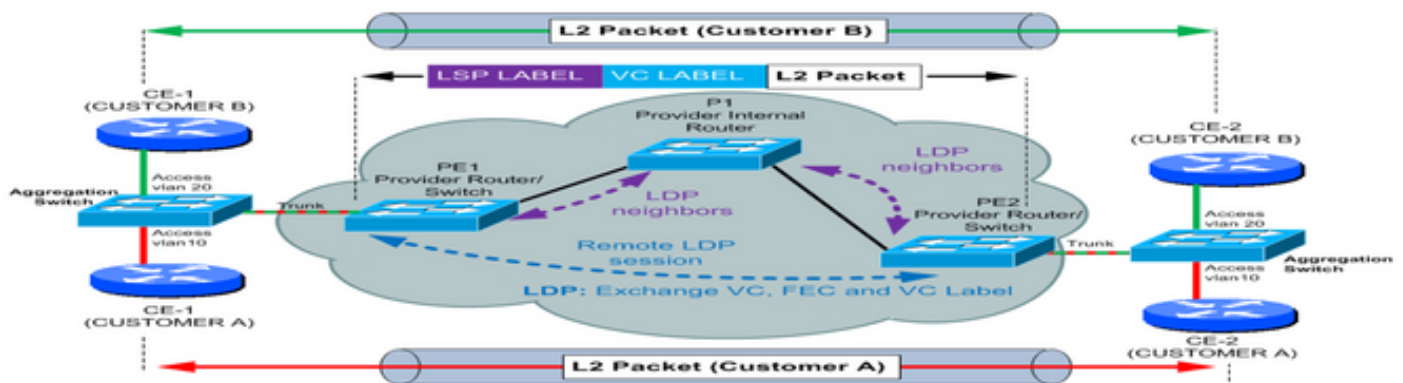 L2 Packet (Customer B)
LSP LABEL VC LABEL L2 Packet
CE-1
(CUSTOMER B)
P1
Provider Internal
Router
CE-2
(CUSTOMER B)
PE1
Provider Router/
Switch
LDP
neighbors
LDP
neighbors
Access
vlan 20
Aggregation
Switch
Trunk
Access
vlan10
PE2
Provider Router/
Switch
Trunk
Access
vlan 20
Aggregation
Switch
Access
vlan10
Remote LDP
session
LDP: Exchange VC, FEC and VC Label
CE-1
(CUSTOMER A)
CE-2
(CUSTOMER A)
L2 Packet (Customer A)